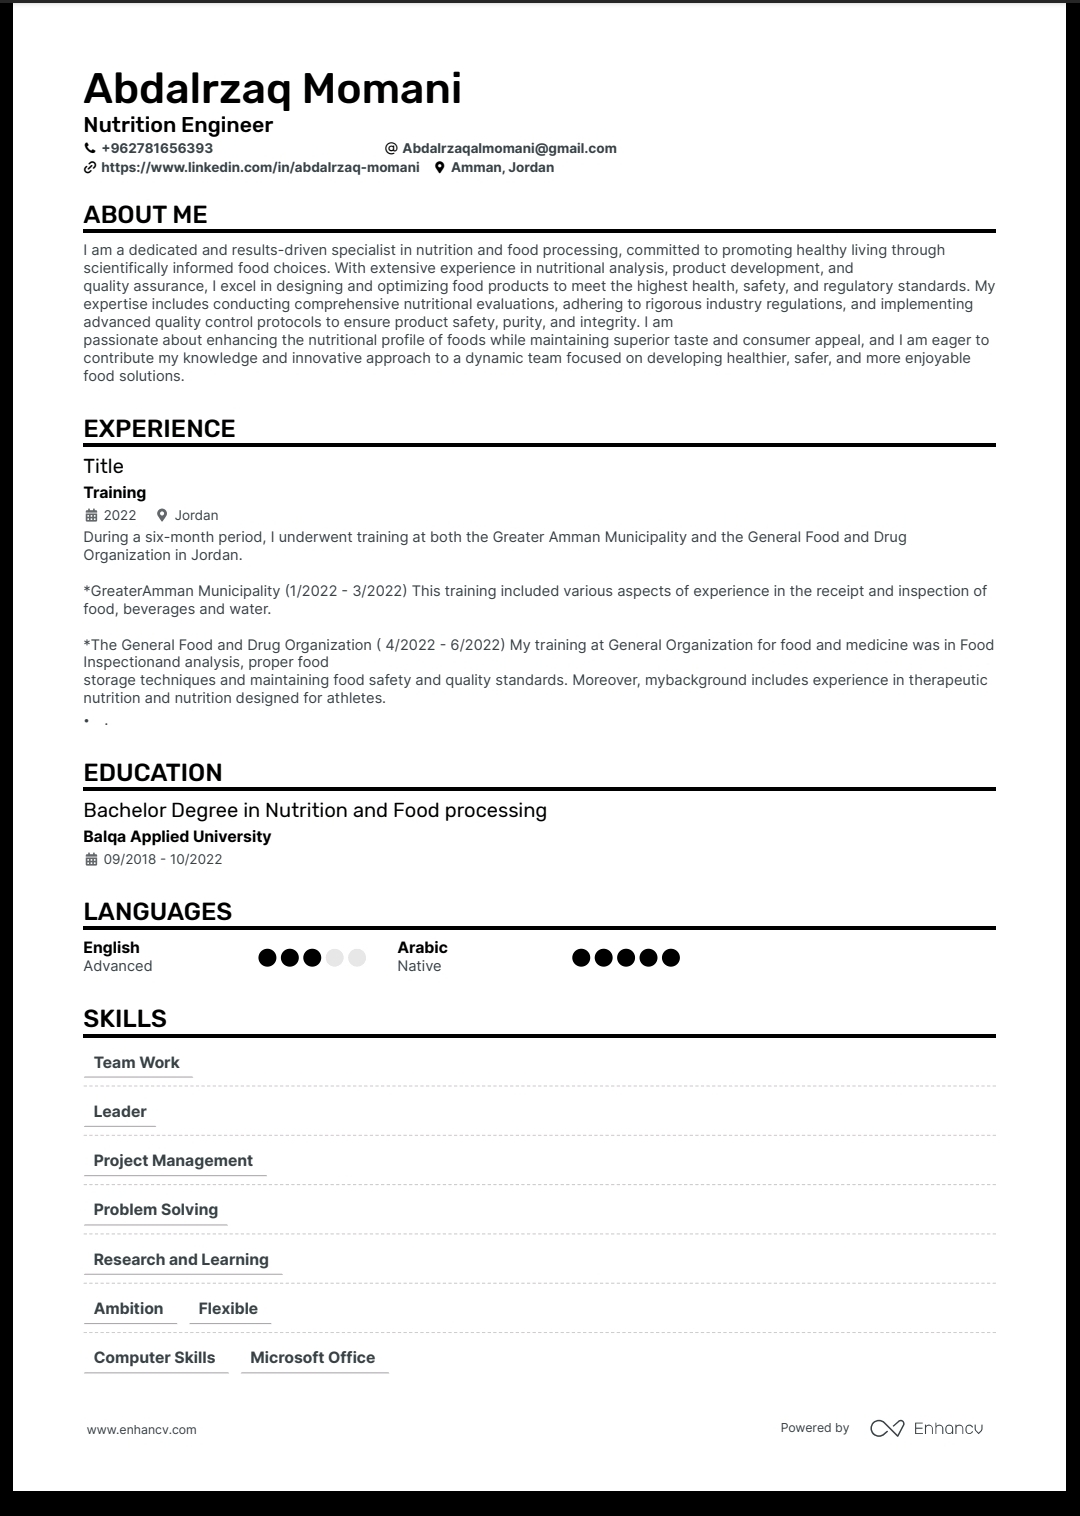 Abdalrzaq Momani
Nutrition Engineer
+962781656393 @ Abdalrzaqalmomani@gmail.com
https://www.linkedin.com/in/abdalrzaq-momani Amman, Jordan
ABOUT ME
I am a dedicated and results-driven specialist in nutrition and food processing, committed to promoting healthy living through
scientifically informed food choices. With extensive experience in nutritional analysis, product development, and
quality assurance, I excel in designing and optimizing food products to meet the highest health, safety, and regulatory standards. My
expertise includes conducting comprehensive nutritional evaluations, adhering to rigorous industry regulations, and implementing
advanced quality control protocols to ensure product safety, purity, and integrity. I am
passionate about enhancing the nutritional profile of foods while maintaining superior taste and consumer appeal, and I am eager to
contribute my knowledge and innovative approach to a dynamic team focused on developing healthier, safer, and more enjoyable
food solutions.
EXPERIENCE
Title
Training
2022 Jordan
During a six-month period, I underwent training at both the Greater Amman Municipality and the General Food and Drug
Organization in Jordan.
*GreaterAmman Municipality (1/2022 - 3/2022) This training included various aspects of experience in the receipt and inspection of
food, beverages and water.
*The General Food and Drug Organization ( 4/2022 - 6/2022) My training at General Organization for food and medicine was in Food
Inspectionand analysis, proper food
storage techniques and maintaining food safety and quality standards. Moreover, mybackground includes experience in therapeutic
nutrition and nutrition designed for athletes.
• .
EDUCATION
Bachelor Degree in Nutrition and Food processing
Balqa Applied University
09/2018 - 10/2022
LANGUAGES
English Arabic
Advanced Native
SKILLS
Team Work
Leader
Project Management
Problem Solving
Research and Learning
Ambition Flexible
Computer Skills Microsoft Office
www.enhancv.com Powered by Enhancv